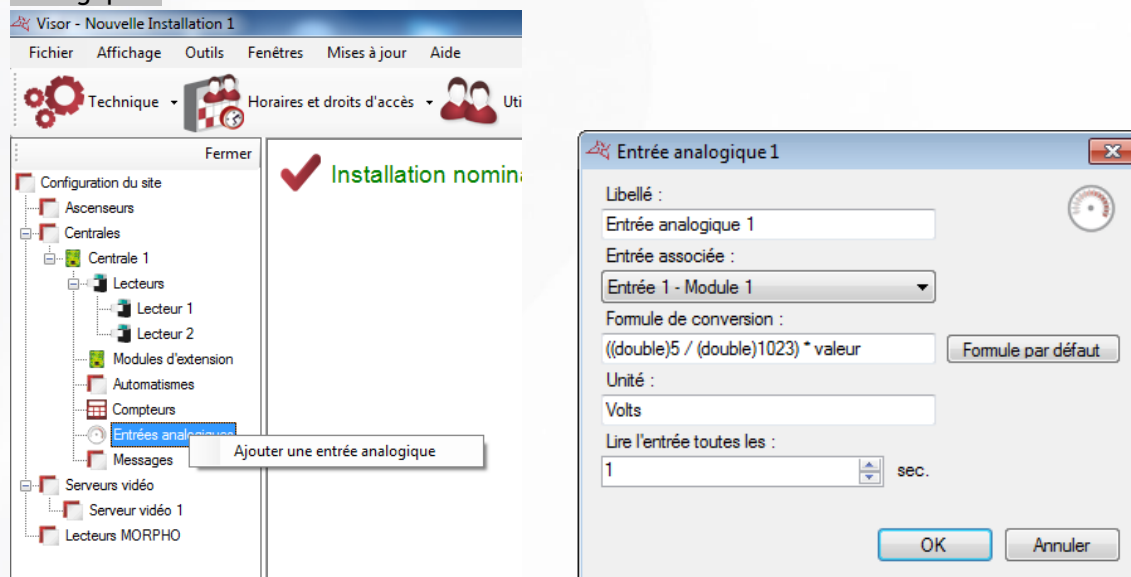 Visor - Nouvelle Installation 1
Fichier Affichage Outils Fenêtres Mises à jour Aide
Technique Horaires et droits d'accès
Fermer
Installation
Configuration du site
Ascenseurs
Centrales
Centrale 1
Lecteurs
Lecteur 1
Lecteur 2
Modules d'extension
Automatismes
Compteurs
Entrées analogiques
Ajouter une entrée analogique
Messages
Serveurs vidéo
Serveur vidéo 1
Lecteurs MORPHO
Entrée analogique 1
Libellé :
Entrée analogique 1
Entrée associée :
Entrée 1 - Module 1
Formule de conversion :
((double)5 / (double)1023) * valeur
Formule par défaut
Unité :
Volts
Lire l'entrée toutes les :
1 sec.
OK Annuler